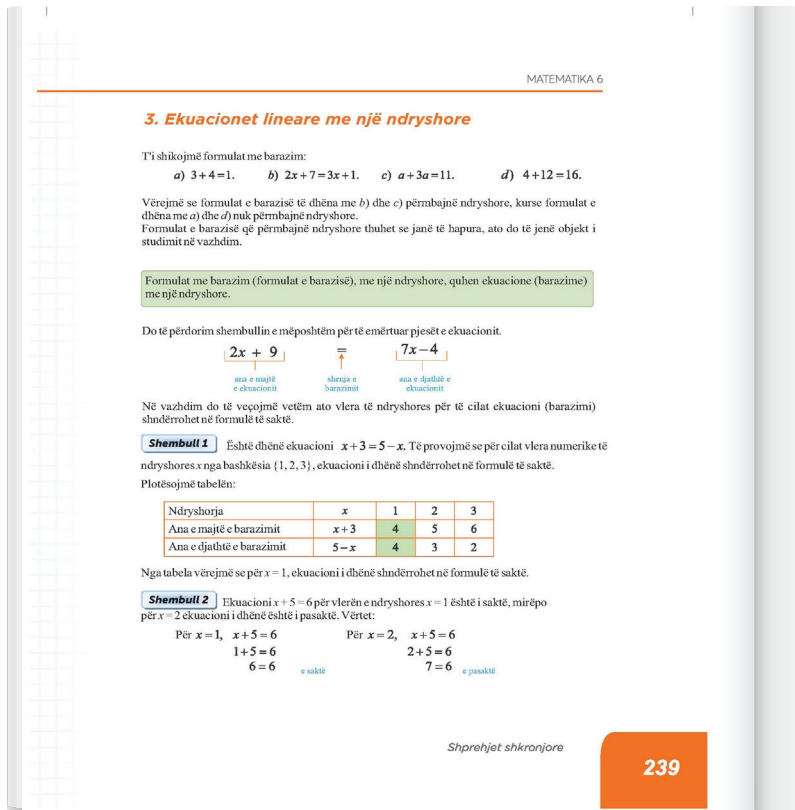 MATEMATIKA 6
3. Ekuacionet lineare me një ndryshore
T'i shikojmë formulat me barazim:
a) 3+4=1. b) 2x+7=3x+1. c) a+3a=11. d) 4+12=16.
Vërejmë se formulat e barazisë të dhëna me b) dhe c) përmbajnë ndryshore, kurse formulat e
dhëna me a) dhe d) nuk përmbajnë ndryshore.
Formulat e barazisë që përmbajnë ndryshore thuhet se janë të hapura, ato do të jenë objekt i
studimit në vazhdim.
Formulat me barazim (formulat e barazisë), me një ndryshore, quhen ekuacione (barazime)
me një ndryshore.
Do të përdorim shembullin e mëposhtëm për të emërtuar pjesët e ekuacionit.
2x + 9 = 7x−4
ana e majtë shenja e ana e djathtë e
e ekuacionit barazimit ekuacionit
Në vazhdim do të veçojmë vetëm ato vlera të ndryshores për të cilat ekuacioni (barazimi)
shndërrohet në formulë të saktë.
Shembull 1 Është dhënë ekuacioni x+3=5−x. Të provojmë se për cilat vlera numerike të
ndryshores x nga bashkësia {1, 2, 3}, ekuacioni i dhënë shndërrohet në formulë të saktë.
Plotësojmë tabelën:
Ndryshorja x 1 2 3
Ana e majtë e barazimit x+3 4 5 6
Ana e djathtë e barazimit 5−x 4 3 2
Nga tabela vërejmë se për x = 1, ekuacioni i dhënë shndërrohet në formulë të saktë.
Shembull 2 Ekuacioni x + 5 = 6 për vlerën e ndryshores x = 1 është i saktë, mirëpo
për x = 2 ekuacioni i dhënë është i pasaktë. Vërtet:
Për x=1, x+5=6 Për x=2, x+5=6
1+5=6 2+5=6
6=6 e saktë 7=6 e pasaktë
Shprehjet shkronjore
239